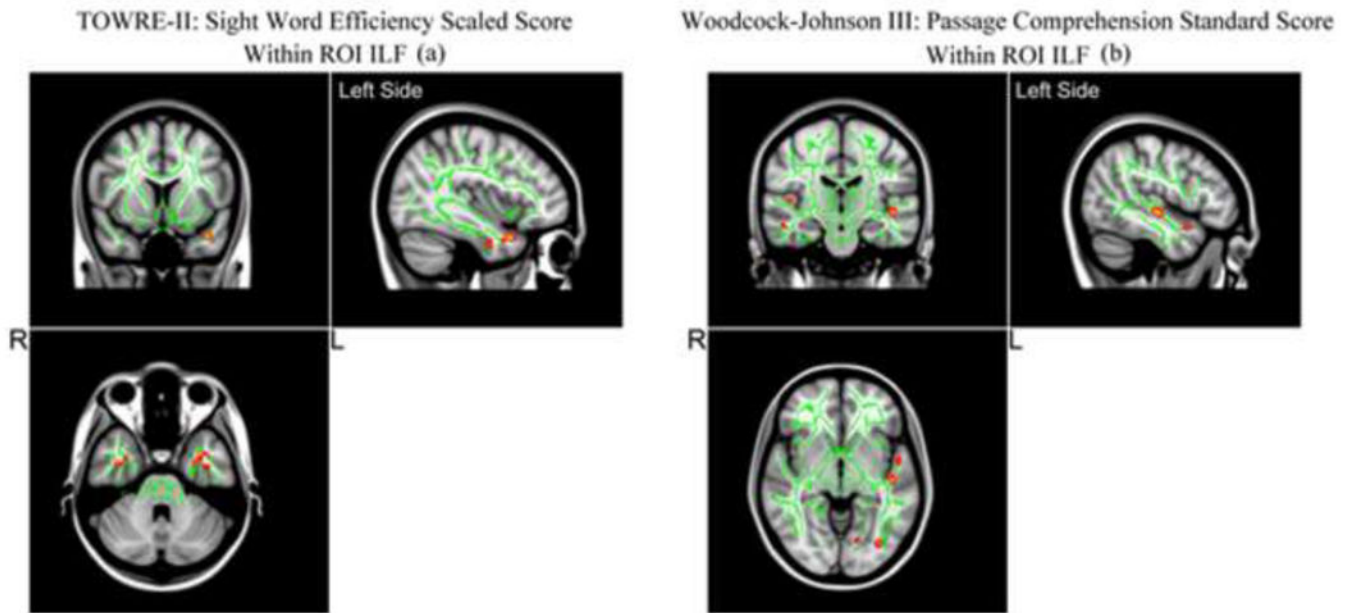 TOWRE-II: Sight Word Efficiency Scaled Score
Within ROI ILF (a)
Left Side
R
L
Woodcock-Johnson III: Passage Comprehension Standard Score
Within ROI ILF (b)
Left Side
R
L